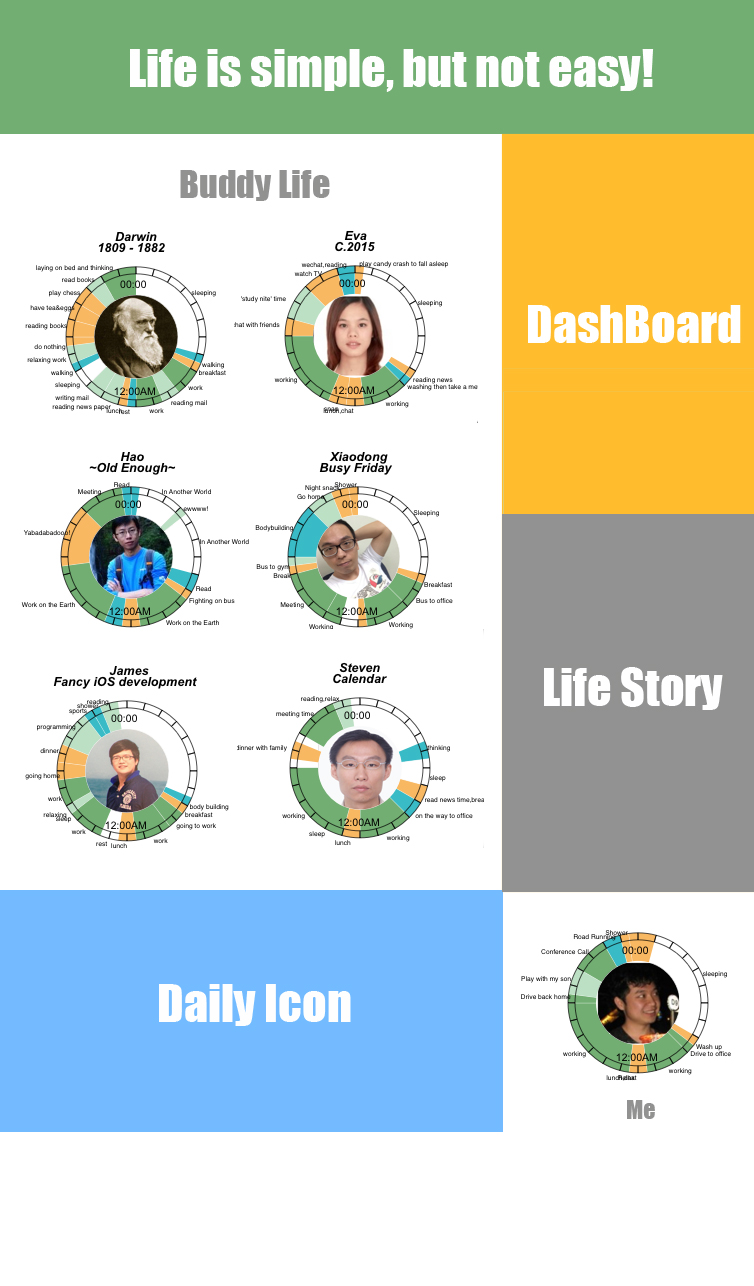 Life is simple, but not easy!
Buddy Life
Darwin
1809 - 1882
laying on bed and thinking
read books
play chess
have tea&eggs
reading books
do nothing
relaxing work
walking
sleeping
writing mail
reading news paper
lunch
rest
work
reading mail
work
breakfast
walking
sleeping
00:00
12:00AM
Eva
C.2015
wechat,reading
watch TV
'study nite' time
hat with friends
working
lunch,chat
working
washing then take a me
reading news
sleeping
play candy crash to fall asleep
00:00
12:00AM
DashBoard
Hao
~Old Enough~
Read
Meeting
Yabadabadooo!
Work on the Earth
Work on the Earth
Fighting on bus
Read
In Another World
awwww!
In Another World
00:00
12:00AM
Xiaodong
Busy Friday
Shower
Night snack
Go home
Bodybuilding
Bus to gym
Break
Meeting
Working
Working
Bus to office
Breakfast
Sleeping
00:00
12:00AM
Life Story
James
Fancy iOS development
reading
shower
sports
programming
dinner
going home
work
relaxing
sleep
work
rest
lunch
work
going to work
breakfast
body building
00:00
12:00AM
Steven
Calendar
reading,relax
meeting time
dinner with family
working
sleep
lunch
working
on the way to office
read news time,brea
sleep
thinking
00:00
12:00AM
Daily Icon
Shower
Road Running
Conference Call
Play with my son
Drive back home
working
working
Drive to office
Wash up
sleeping
00:00
12:00AM
Me